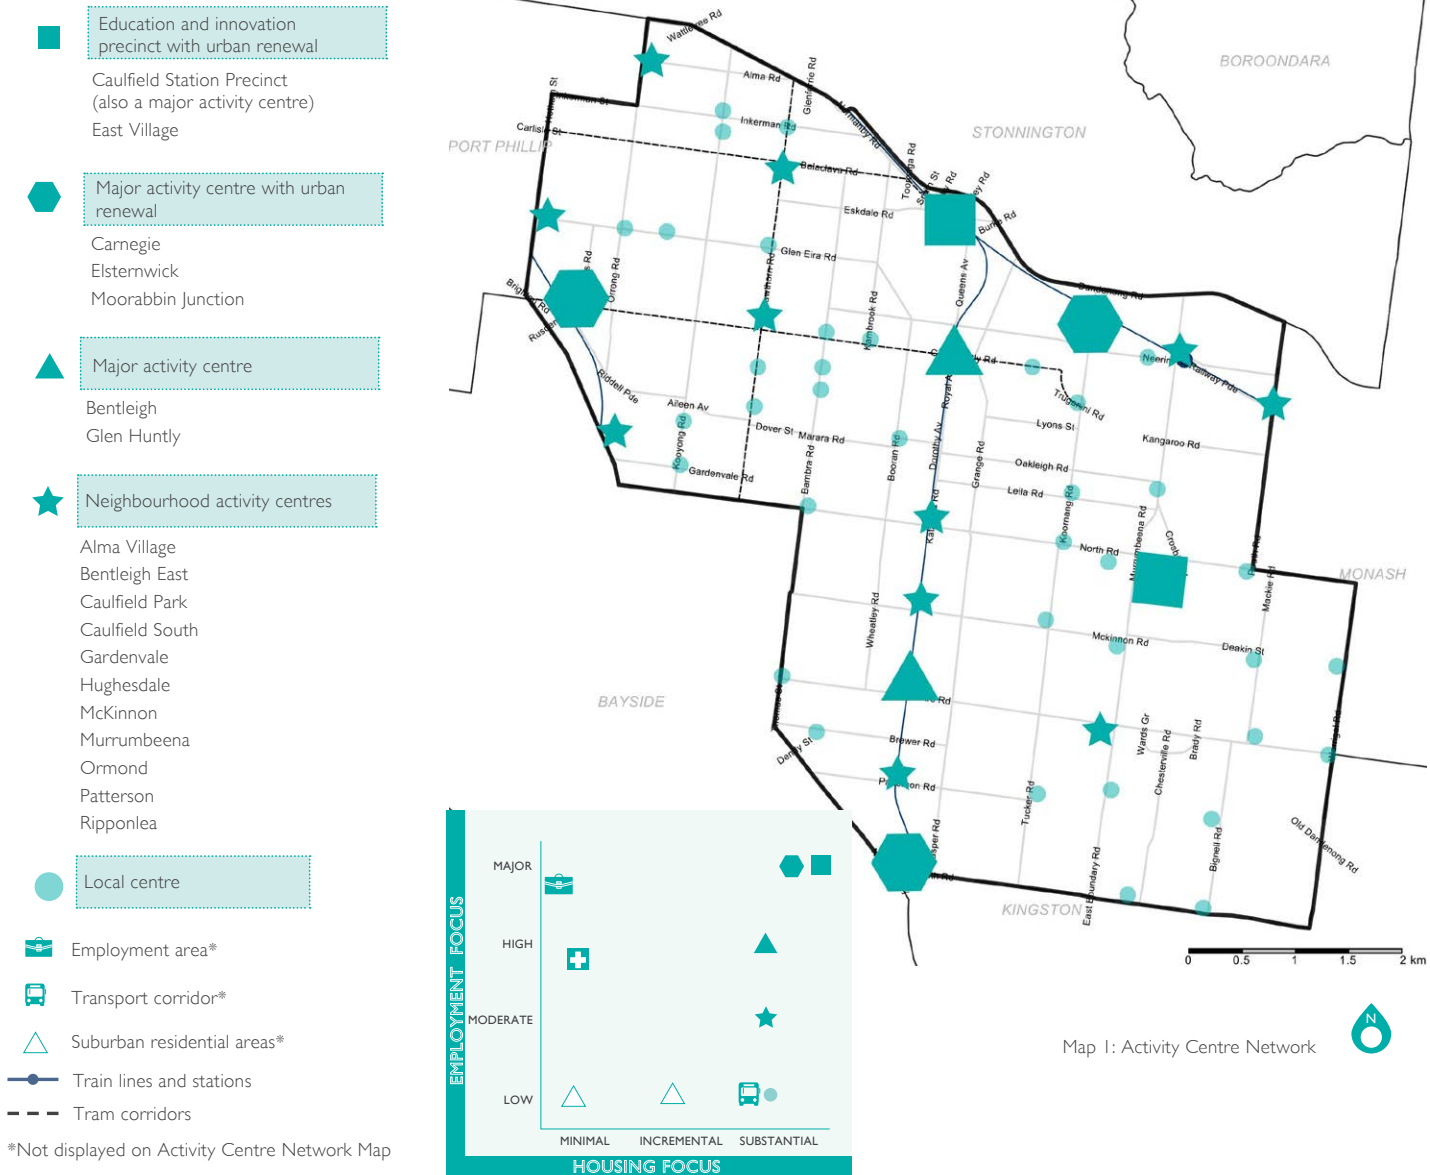 Education and innovation
precinct with urban renewal
Caulfield Station Precinct
(also a major activity centre)
East Village
Major activity centre with urban
renewal
Carnegie
Elsternwick
Moorabbin Junction
Major activity centre
Bentleigh
Glen Huntly
Neighbourhood activity centres
Alma Village
Bentleigh East
Caulfield Park
Caulfield South
Gardenvale
Hughesdale
McKinnon
Murrumbeena
Ormond
Patterson
Ripponlea
Local centre
Employment area*
Transport corridor*
Suburban residential areas*
Train lines and stations
Tram corridors
*Not displayed on Activity Centre Network Map
BOROONDARA
STONNINGTON
PORT PHILLIP
BAYSIDE
MONASH
KINGSTON
Wattletree Rd
Alma Rd
Glenferrie Rd
Inkerman Rd
Carlisle St
Normanby Rd
Balaclava Rd
Eskdale Rd
Burke Rd
Glen Eira Rd
Orrong Rd
Queens Av
Dandenong Rd
Kambrook Rd
Railway Pde
Riddell Pde
Aileen Av
Kooyong Rd
Dover St
Marara Rd
Gardenvale Rd
Bambra Rd
Booran Rd
Dorothy Av
Grange Rd
Truganini Rd
Lyons St
Kangaroo Rd
Oakleigh Rd
Leila Rd
Koornang Rd
Murrumbeena Rd
North Rd
Mackie Rd
Wheatley Rd
Mckinnon Rd
Deakin St
Brewer Rd
Wards Gr
Chesterville Rd
Brady Rd
Tucker Rd
Bignell Rd
East Boundary Rd
Old Dandenong Rd
0 0.5 1 1.5 2 km
N
Map 1: Activity Centre Network
EMPLOYMENT FOCUS
MAJOR
HIGH
MODERATE
LOW
MINIMAL INCREMENTAL SUBSTANTIAL
HOUSING FOCUS